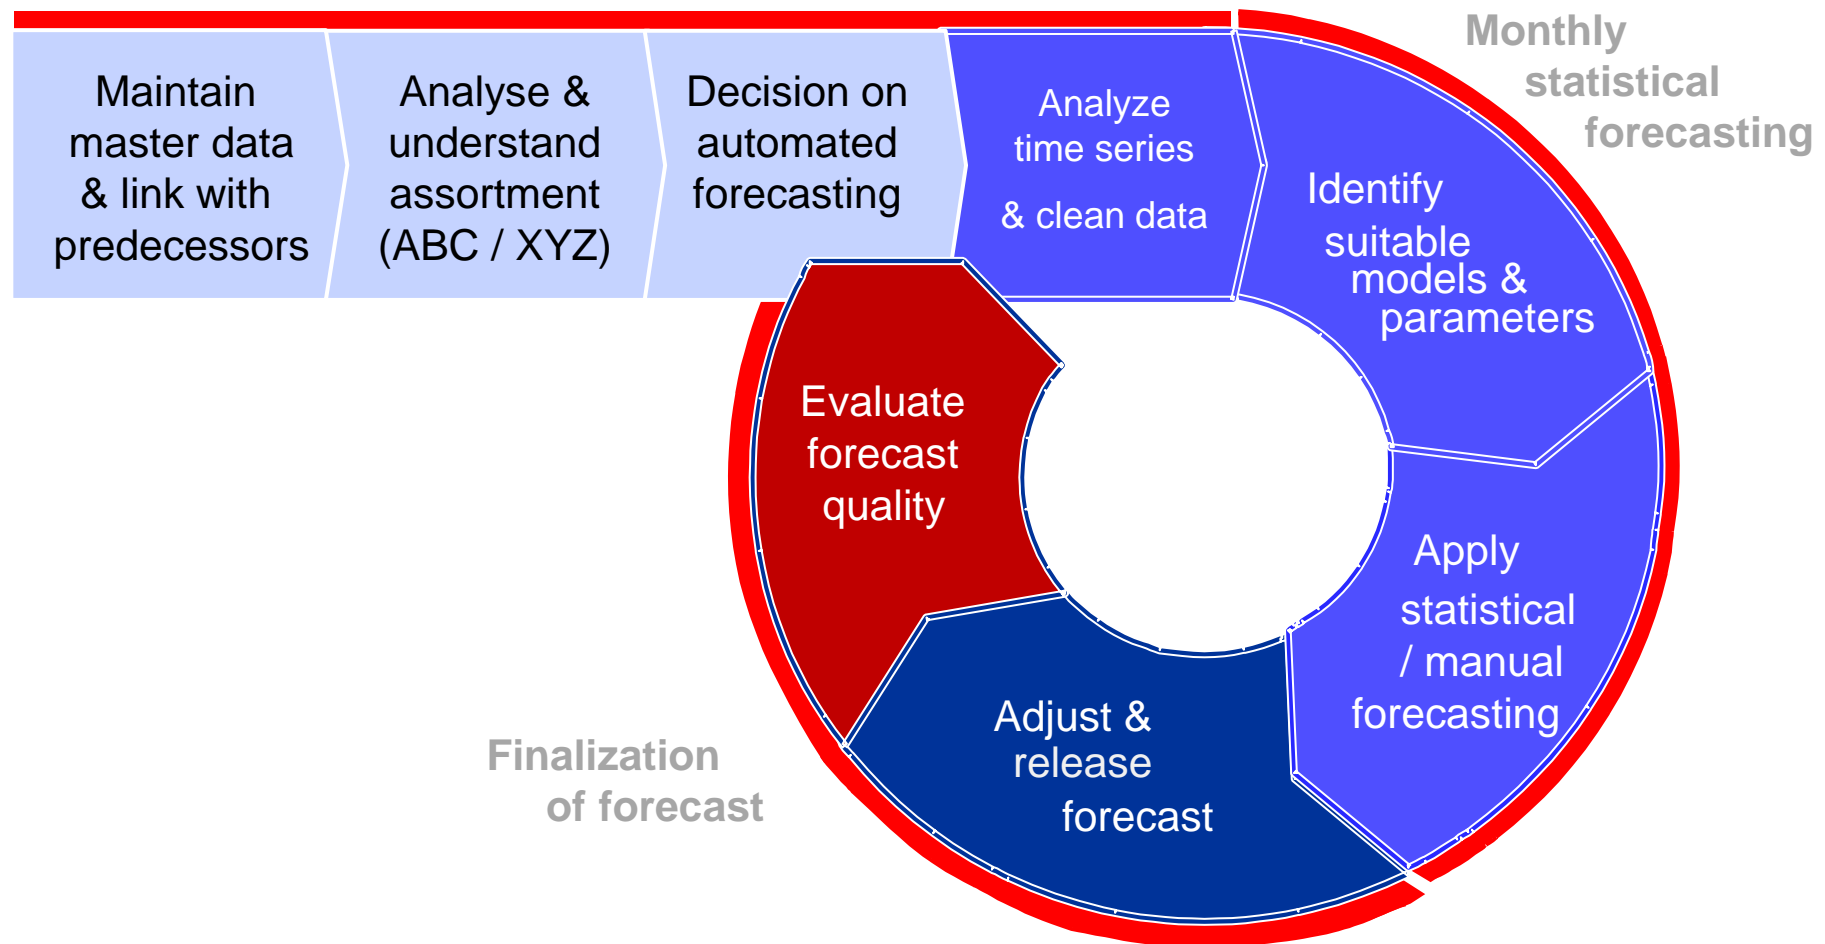 Maintain
master data
& link with
predecessors
Analyse &
understand
assortment
(ABC / XYZ)
Decision on
automated
forecasting
Analyze
time series
& clean data
Identify
suitable
models &
parameters
Monthly
statistical
forecasting
Apply
statistical
/ manual
forecasting
Adjust &
release
forecast
Finalization
of forecast
Evaluate
forecast
quality